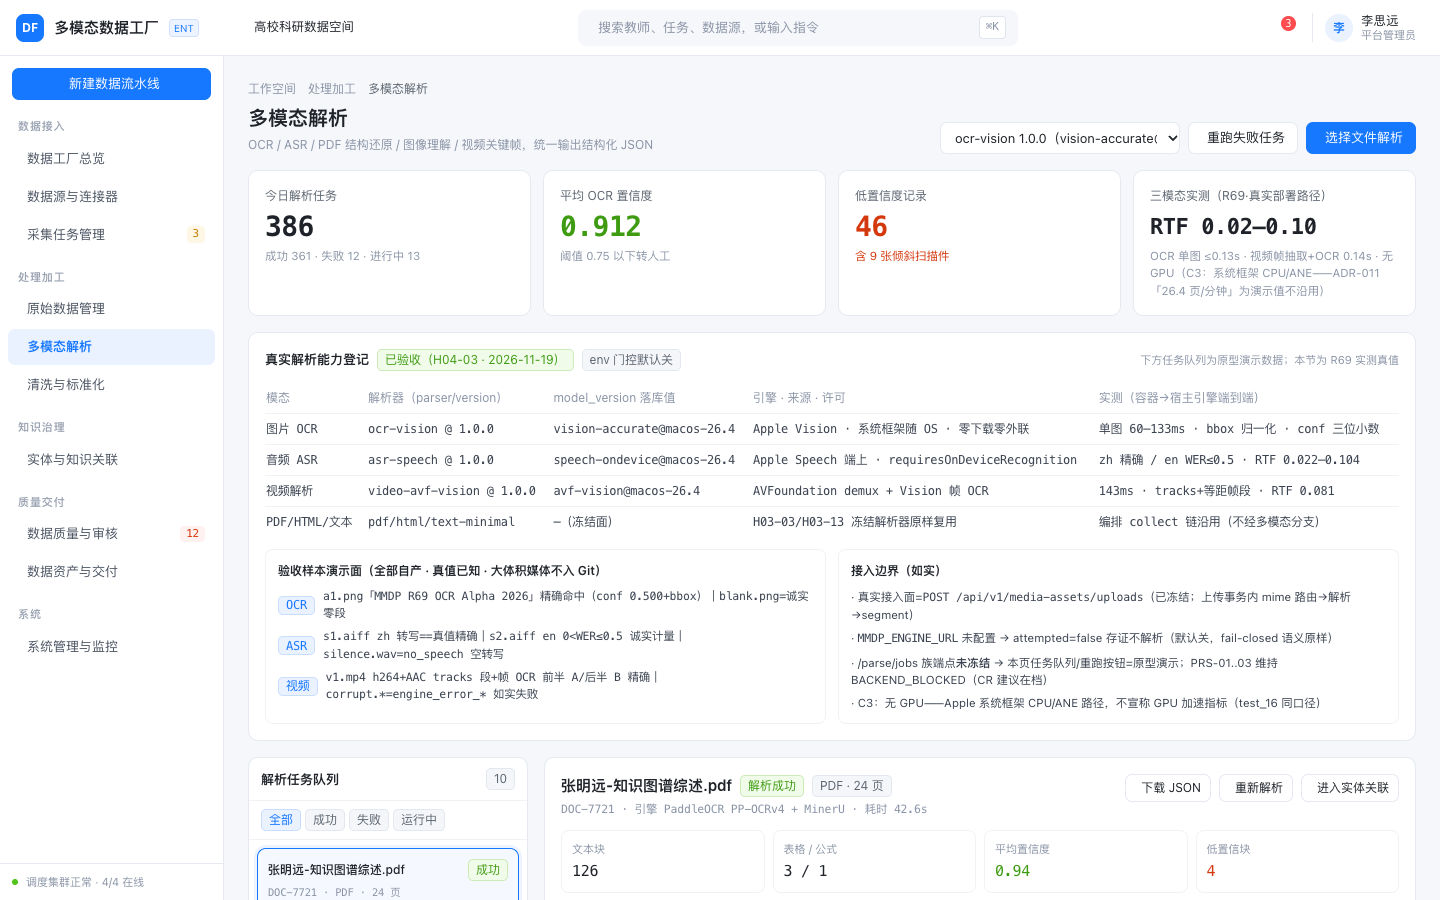 DF 多模态数据工厂 ENT
高校科研数据空间
搜索教师、任务、数据源，或输入指令 ⌘K
3
李 李思远
平台管理员
新建数据流水线
数据接入
数据工厂总览
数据源与连接器
采集任务管理 3
处理加工
原始数据管理
多模态解析
清洗与标准化
知识治理
实体与知识关联
质量交付
数据质量与审核 12
数据资产与交付
系统
系统管理与监控
调度集群正常 · 4/4 在线
工作空间 处理加工 多模态解析
多模态解析
OCR / ASR / PDF 结构还原 / 图像理解 / 视频关键帧，统一输出结构化 JSON
ocr-vision 1.0.0（vision-accurate(
重跑失败任务
选择文件解析
今日解析任务
386
成功 361 · 失败 12 · 进行中 13
平均 OCR 置信度
0.912
阈值 0.75 以下转人工
低置信度记录
46
含 9 张倾斜扫描件
三模态实测（R69·真实部署路径）
RTF 0.02–0.10
OCR 单图 ≤0.13s · 视频帧抽取+OCR 0.14s · 无
GPU（C3：系统框架 CPU/ANE——ADR-011
「26.4 页/分钟」为演示值不沿用）
真实解析能力登记 已验收（H04-03 · 2026-11-19） env 门控默认关
下方任务队列为原型演示数据；本节为 R69 实测真值
模态 解析器（parser/version） model_version 落库值 引擎 · 来源 · 许可 实测（容器→宿主引擎端到端）
图片 OCR ocr-vision @ 1.0.0 vision-accurate@macos-26.4 Apple Vision · 系统框架随 OS · 零下载零外联 单图 60–133ms · bbox 归一化 · conf 三位小数
音频 ASR asr-speech @ 1.0.0 speech-ondevice@macos-26.4 Apple Speech 端上 · requiresOnDeviceRecognition zh 精确 / en WER≤0.5 · RTF 0.022–0.104
视频解析 video-avf-vision @ 1.0.0 avf-vision@macos-26.4 AVFoundation demux + Vision 帧 OCR 143ms · tracks+等距帧段 · RTF 0.081
PDF/HTML/文本 pdf/html/text-minimal —（冻结面） H03-03/H03-13 冻结解析器原样复用 编排 collect 链沿用（不经多模态分支）
验收样本演示面（全部自产 · 真值已知 · 大体积媒体不入 Git）
OCR a1.png「MMDP R69 OCR Alpha 2026」精确命中（conf 0.500+bbox）｜blank.png=诚实
零段
ASR s1.aiff zh 转写==真值精确｜s2.aiff en 0<WER≤0.5 诚实计量｜
silence.wav=no_speech 空转写
视频 v1.mp4 h264+AAC tracks 段+帧 OCR 前半 A/后半 B 精确｜
corrupt.*=engine_error_* 如实失败
接入边界（如实）
· 真实接入面=POST /api/v1/media-assets/uploads（已冻结；上传事务内 mime 路由→解析
→segment）
· MMDP_ENGINE_URL 未配置 → attempted=false 存证不解析（默认关，fail-closed 语义原样）
· /parse/jobs 族端点未冻结 → 本页任务队列/重跑按钮=原型演示；PRS-01..03 维持
BACKEND_BLOCKED（CR 建议在档）
· C3：无 GPU——Apple 系统框架 CPU/ANE 路径，不宣称 GPU 加速指标（test_16 同口径）
解析任务队列 10
全部 成功 失败 运行中
张明远-知识图谱综述.pdf 成功
DOC-7721 · PDF · 24 页
张明远-知识图谱综述.pdf 解析成功 PDF · 24 页
下载 JSON 重新解析 进入实体关联
DOC-7721 · 引擎 PaddleOCR PP-OCRv4 + MinerU · 耗时 42.6s
文本块
126
表格 / 公式
3 / 1
平均置信度
0.94
低置信块
4